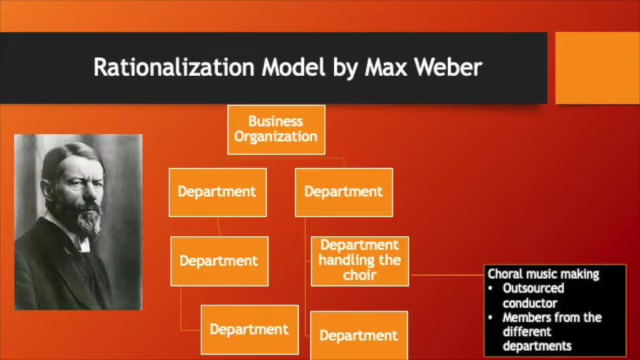 Rationalization Model by Max Weber
Business
Organization
Department
Department
Department
Department
handling the
choir
Choral music making
• Outsourced
conductor
• Members from the
different
departments
Department
Department